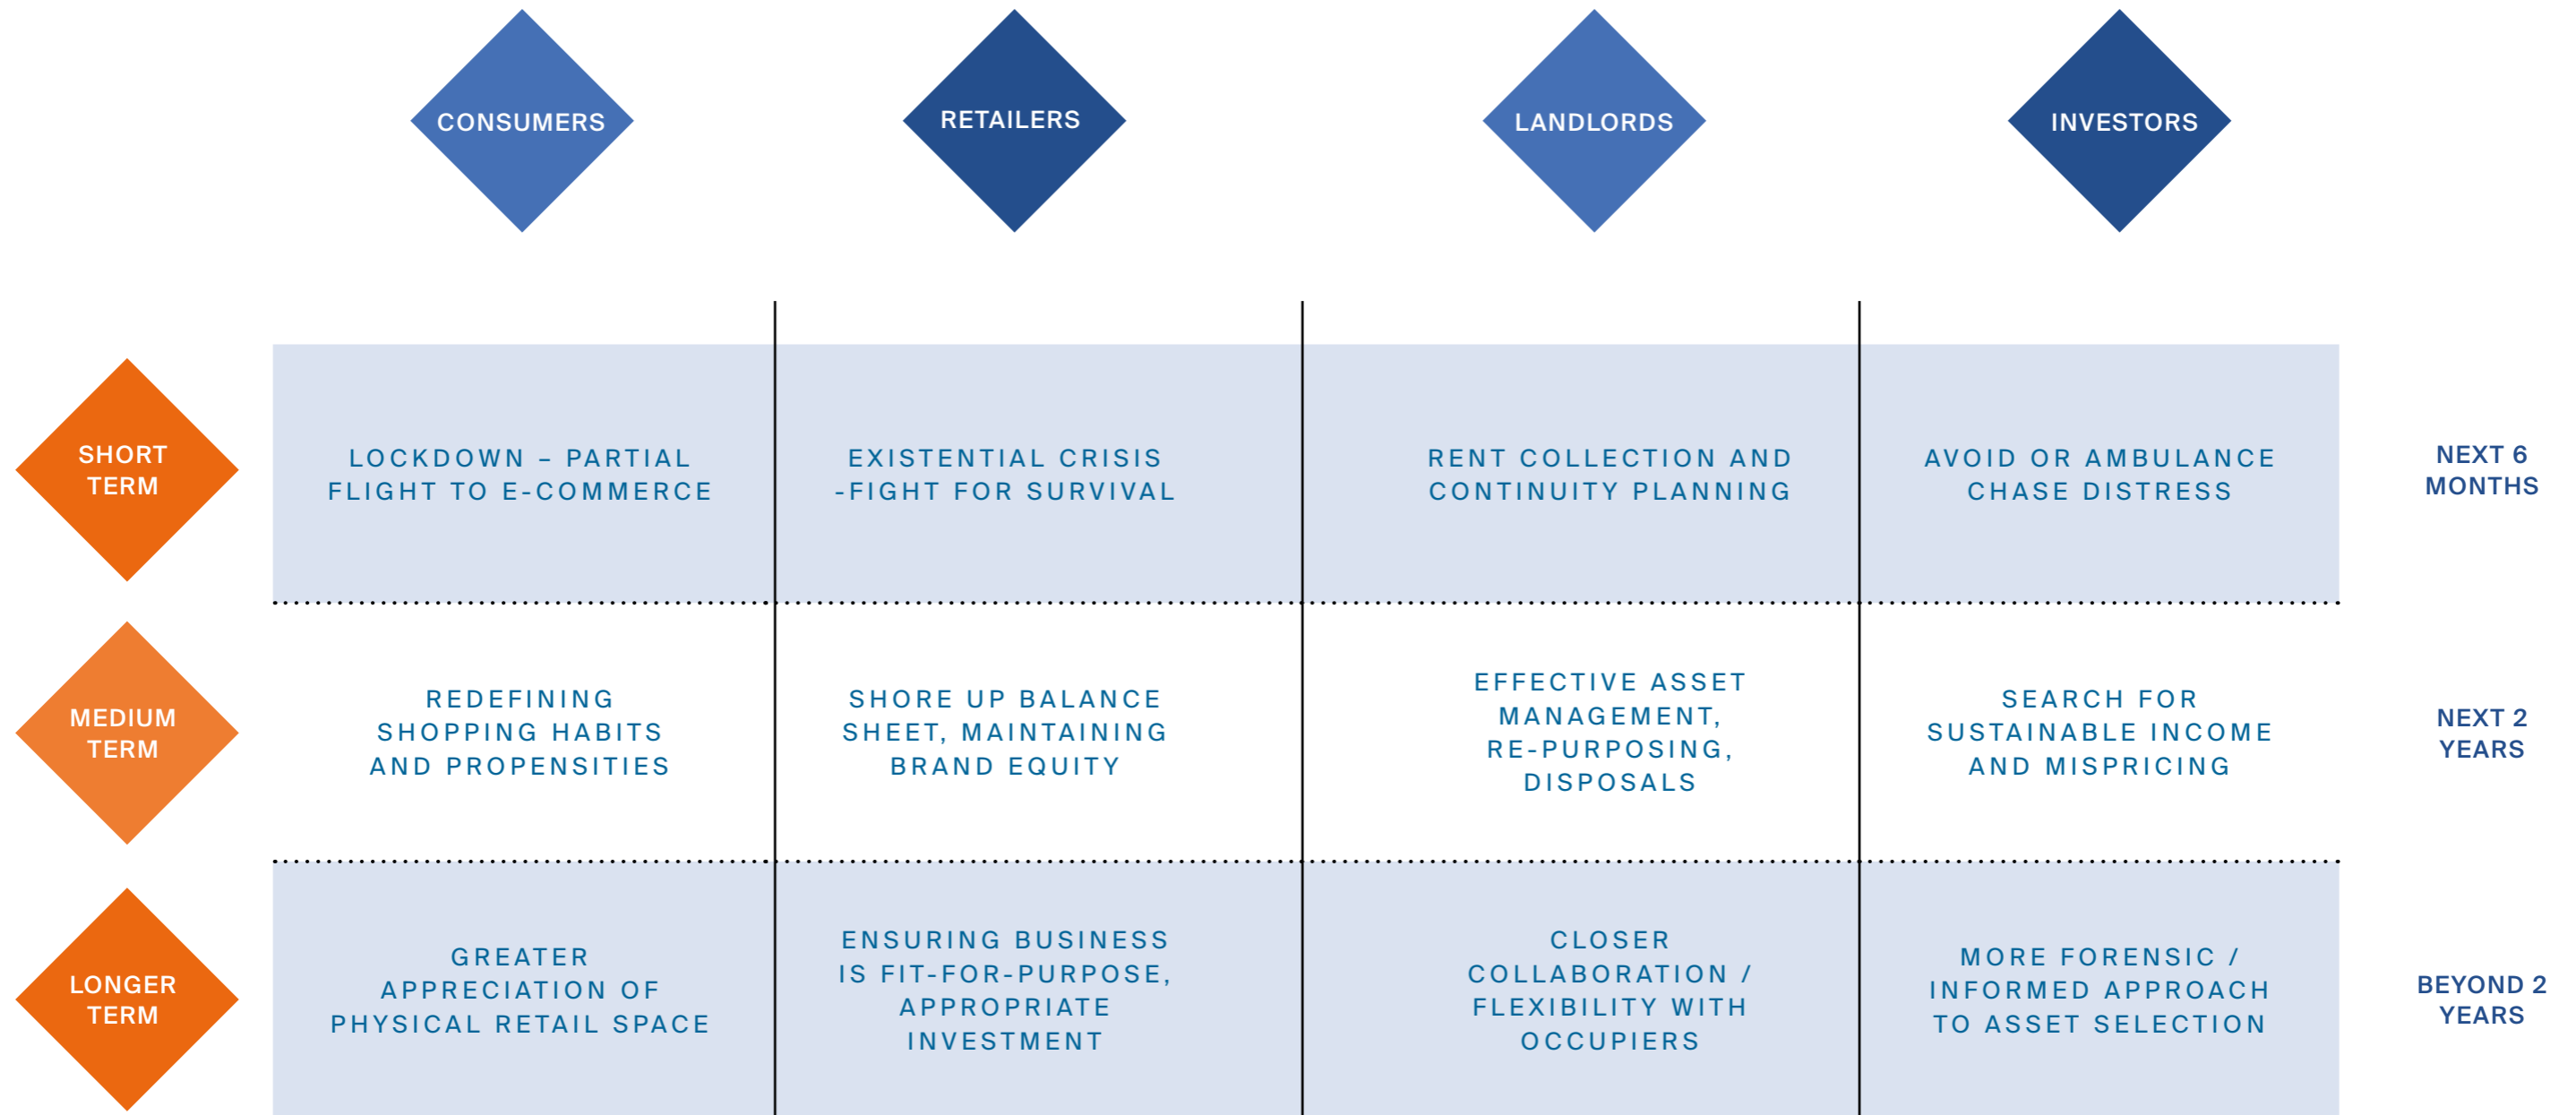 CONSUMERS
RETAILERS
LANDLORDS
INVESTORS
SHORT
TERM
LOCKDOWN – PARTIAL
FLIGHT TO E-COMMERCE
EXISTENTIAL CRISIS
-FIGHT FOR SURVIVAL
RENT COLLECTION AND
CONTINUITY PLANNING
AVOID OR AMBULANCE
CHASE DISTRESS
NEXT 6
MONTHS
MEDIUM
TERM
REDEFINING
SHOPPING HABITS
AND PROPENSITIES
SHORE UP BALANCE
SHEET, MAINTAINING
BRAND EQUITY
EFFECTIVE ASSET
MANAGEMENT,
RE-PURPOSING,
DISPOSALS
SEARCH FOR
SUSTAINABLE INCOME
AND MISPRICING
NEXT 2
YEARS
LONGER
TERM
GREATER
APPRECIATION OF
PHYSICAL RETAIL SPACE
ENSURING BUSINESS
IS FIT-FOR-PURPOSE,
APPROPRIATE
INVESTMENT
CLOSER
COLLABORATION /
FLEXIBILITY WITH
OCCUPIERS
MORE FORENSIC /
INFORMED APPROACH
TO ASSET SELECTION
BEYOND 2
YEARS